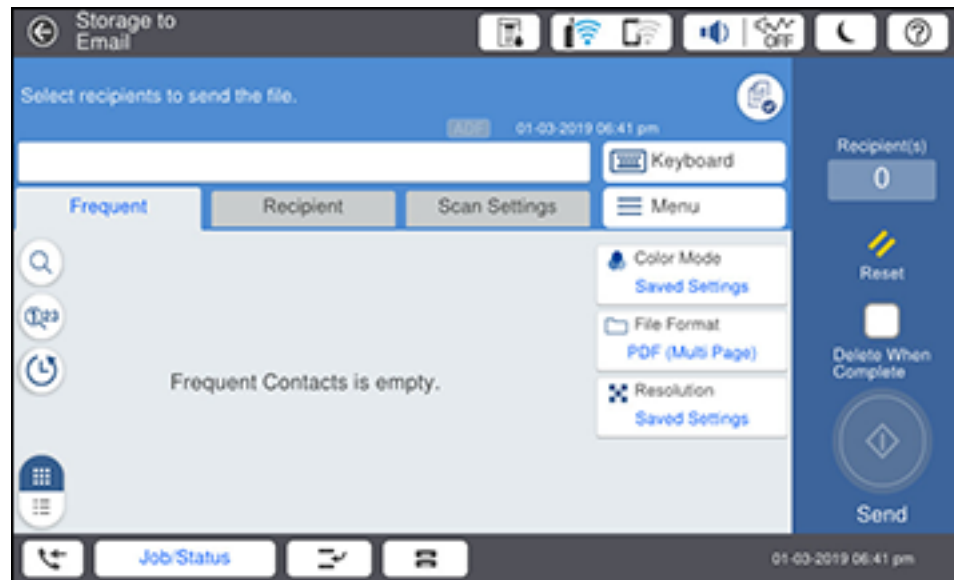 Storage to
Email
OFF
Select recipients to send the file.
ADF 01-03-2019 06:41 pm
Keyboard
Recipient(s)
0
Frequent Recipient Scan Settings Menu
Color Mode
Saved Settings
Reset
123
File Format
PDF (Multi Page)
Delete When
Complete
Frequent Contacts is empty.
Resolution
Saved Settings
Send
Job/Status
01-03-2019 06:41 pm